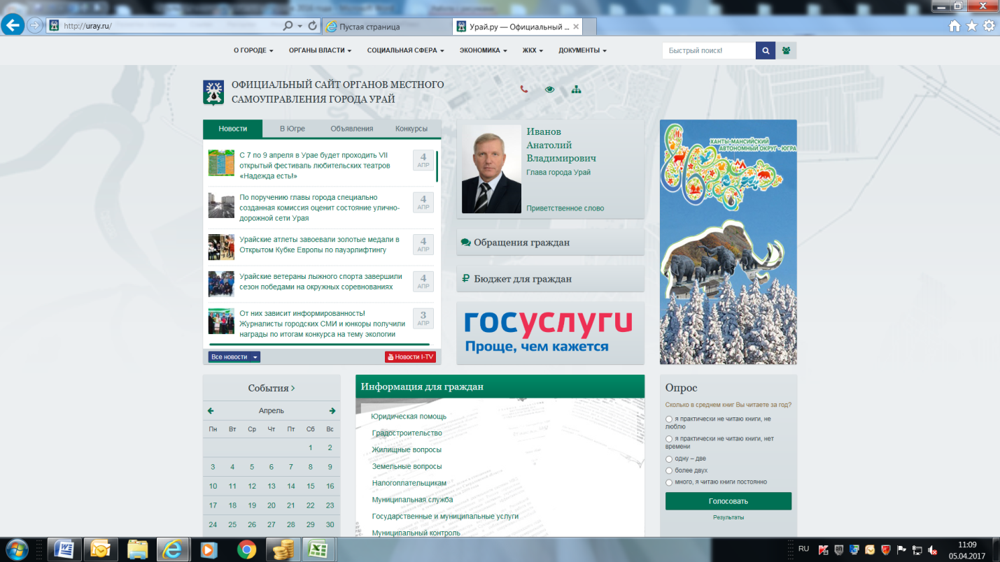 http://uray.ru/
Пустая страница
Урай.ру — Официальный ...
О ГОРОДЕ ОРГАНЫ ВЛАСТИ СОЦИАЛЬНАЯ СФЕРА ЭКОНОМИКА ЖКХ ДОКУМЕНТЫ
Быстрый поиск!
ОФИЦИАЛЬНЫЙ САЙТ ОРГАНОВ МЕСТНОГО
САМОУПРАВЛЕНИЯ ГОРОДА УРАЙ
Новости В Югре Объявления Конкурсы
С 7 по 9 апреля в Урае будет проходить VII
открытый фестиваль любительских театров
«Надежда есть!»
4
АПР
По поручению главы города специально
созданная комиссия оценит состояние улично-
дорожной сети Урая
4
АПР
Урайские атлеты завоевали золотые медали в
Открытом Кубке Европы по пауэрлифтингу
4
АПР
Урайские ветераны лыжного спорта завершили
сезон победами на окружных соревнованиях
4
АПР
От них зависит информированность!
Журналисты городских СМИ и юнкоры получили
награды по итогам конкурса на тему экологии
3
АПР
Все новости
Новости I-TV
Иванов
Анатолий
Владимирович
Глава города Урай
Приветственное слово
Обращения граждан
Бюджет для граждан
госуслуги
Проще, чем кажется
ХАНТЫ-МАНСИЙСКИЙ
АВТОНОМНЫЙ ОКРУГ - ЮГРА
События
Апрель
Пн Вт Ср Чт Пт Сб Вс
1 2
3 4 5 6 7 8 9
10 11 12 13 14 15 16
17 18 19 20 21 22 23
24 25 26 27 28 29 30
Информация для граждан
Юридическая помощь
Градостроительство
Жилищные вопросы
Земельные вопросы
Налогоплательщикам
Муниципальная служба
Государственные и муниципальные услуги
Муниципальный контроль
Опрос
Сколько в среднем книг Вы читаете за год?
я практически не читаю книги, не
люблю
я практически не читаю книги, нет
времени
одну – две
более двух
много, я читаю книги постоянно
Голосовать
Результаты
RU
11:09
05.04.2017